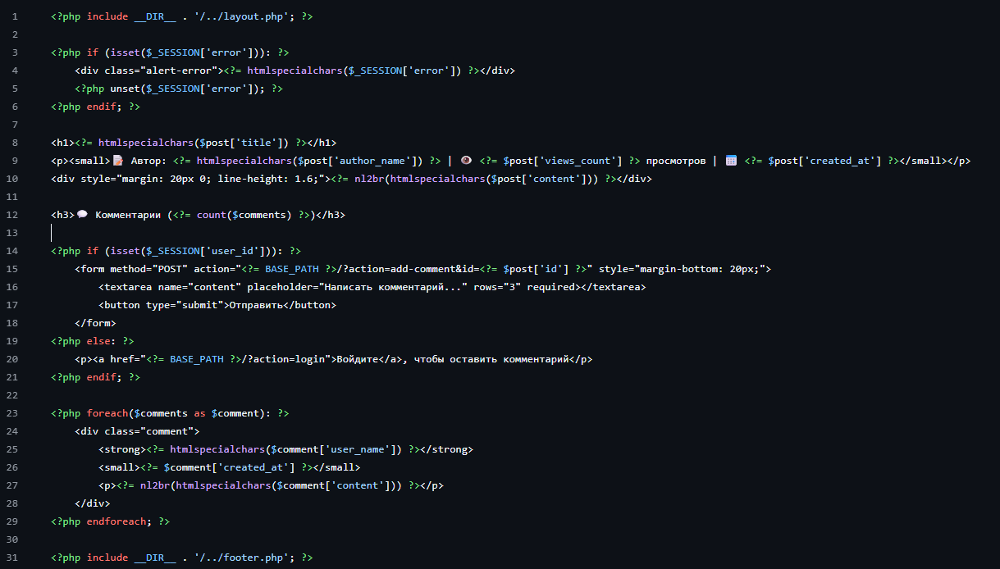 1 <?php include __DIR__ . '/../layout.php'; ?>
2
3 <?php if (isset($_SESSION['error'])): ?>
4     <div class="alert-error"><?= htmlspecialchars($_SESSION['error']) ?></div>
5     <?php unset($_SESSION['error']); ?>
6 <?php endif; ?>
7
8 <h1><?= htmlspecialchars($post['title']) ?></h1>
9 <p><small>📝 Автор: <?= htmlspecialchars($post['author_name']) ?> | 👁 <?= $post['views_count'] ?> просмотров | 📅 <?= $post['created_at'] ?></small></p>
10 <div style="margin: 20px 0; line-height: 1.6;"><?= nl2br(htmlspecialchars($post['content'])) ?></div>
11
12 <h3>💬 Комментарии (<?= count($comments) ?>)</h3>
13
14 <?php if (isset($_SESSION['user_id'])): ?>
15     <form method="POST" action="<?= BASE_PATH ?>/?action=add-comment&id=<?= $post['id'] ?>" style="margin-bottom: 20px;">
16         <textarea name="content" placeholder="Написать комментарий..." rows="3" required></textarea>
17         <button type="submit">Отправить</button>
18     </form>
19 <?php else: ?>
20     <p><a href="<?= BASE_PATH ?>/?action=login">Войдите</a>, чтобы оставить комментарий</p>
21 <?php endif; ?>
22
23 <?php foreach($comments as $comment): ?>
24     <div class="comment">
25         <strong><?= htmlspecialchars($comment['user_name']) ?></strong>
26         <small><?= $comment['created_at'] ?></small>
27         <p><?= nl2br(htmlspecialchars($comment['content'])) ?></p>
28     </div>
29 <?php endforeach; ?>
30
31 <?php include __DIR__ . '/../footer.php'; ?>